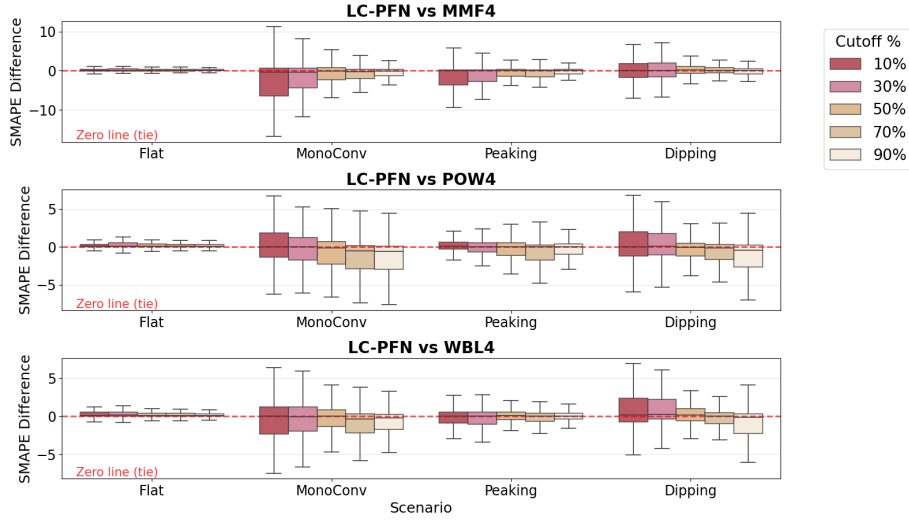 LC-PFN vs MMF4
SMAPE Difference
10
0
−10
Zero line (tie)
Flat
MonoConv
Peaking
Dipping
Cutoff %
10%
30%
50%
70%
90%
LC-PFN vs POW4
SMAPE Difference
5
0
−5
Zero line (tie)
Flat
MonoConv
Peaking
Dipping
LC-PFN vs WBL4
SMAPE Difference
5
0
−5
Zero line (tie)
Flat
MonoConv
Peaking
Dipping
Scenario